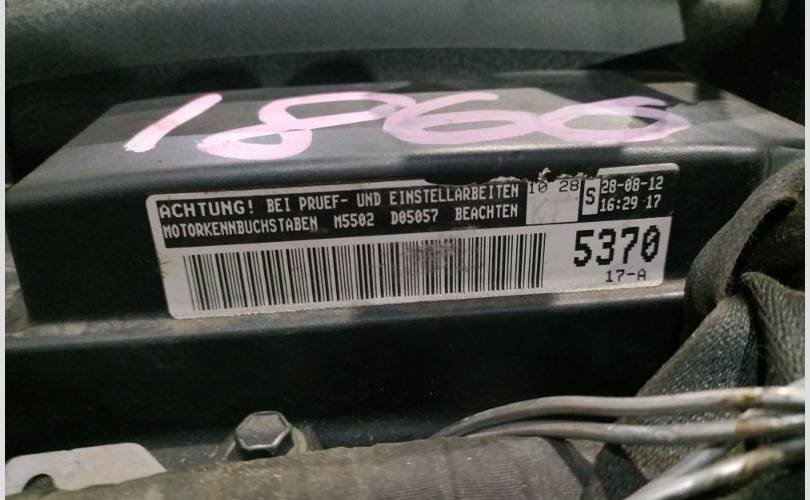 1866
ACHTUNG! BEI PRUEF- UND EINSTELLARBEITEN
MOTORKENNBUCHSTABEN M5502 D05057 BEACHTEN
10 28
S
28-08-12
16:29 17
5370
17-A